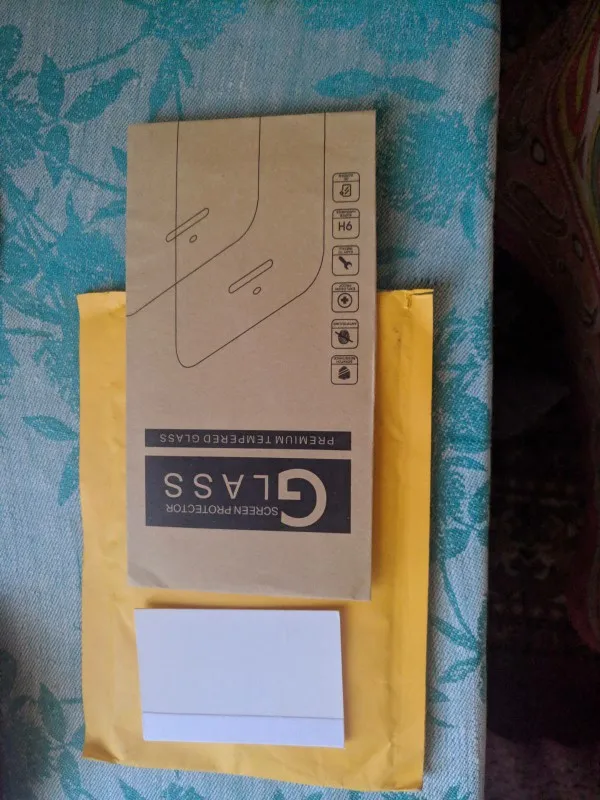 SCREEN PROTECTOR
GLASS
PREMIUM TEMPERED GLASS
9H